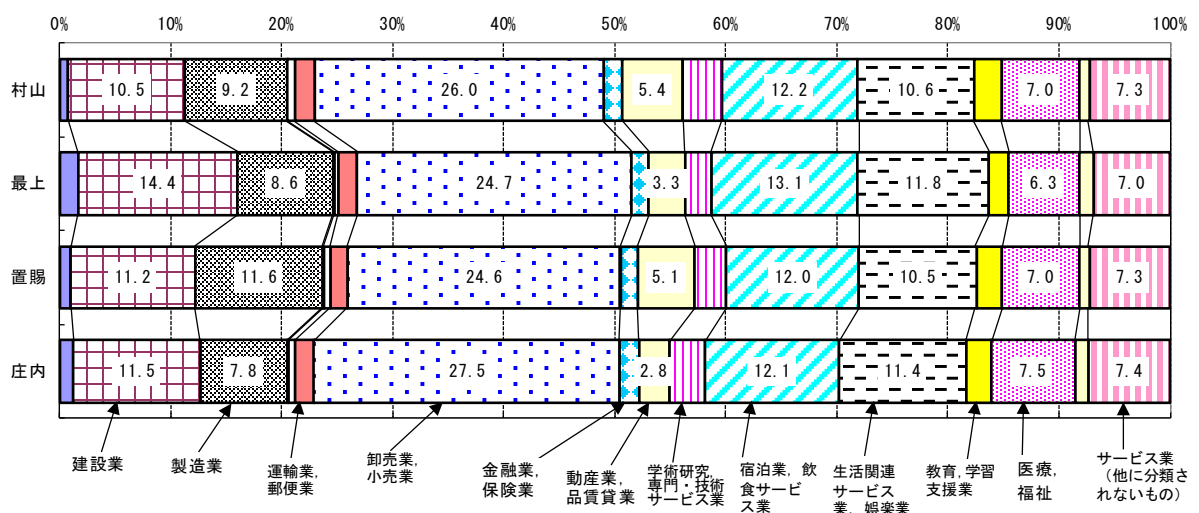 0% 10% 20% 30% 40% 50% 60% 70% 80% 90% 100%
村山 10.5 9.2 26.0 5.4 12.2 10.6 7.0 7.3
最上 14.4 8.6 24.7 3.3 13.1 11.8 6.3 7.0
置賜 11.2 11.6 24.6 5.1 12.0 10.5 7.0 7.3
庄内 11.5 7.8 27.5 2.8 12.1 11.4 7.5 7.4
建設業
製造業
運輸業,
郵便業
卸売業,
小売業
金融業,
保険業
動産業,
品賃貸業
学術研究,
専門・技術
サービス業
宿泊業, 飲
食サービ
ス業
生活関連
サービス
業、娯楽業
教育,学習
支援業
医療,
福祉
サービス業
(他に分類さ
れないもの)